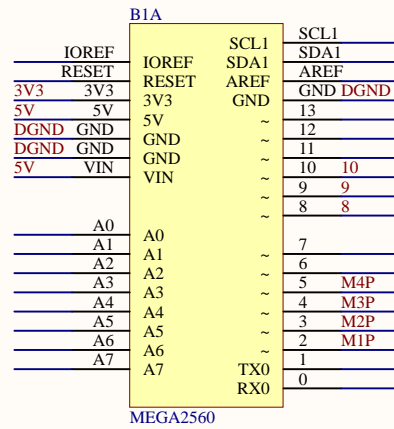 B1A
SCL1 SCL1
IOREF IOREF SDA1 SDA1
RESET RESET AREF AREF
3V3 3V3 3V3 GND GND DGND
5V 5V 5V ~ 13
DGND GND GND ~ 12
DGND GND GND ~ 11
5V VIN VIN ~ 10 10
~ 9 9
~ 8 8
A0 A0
A1 A1 ~ 7
A2 A2 ~ 6
A3 A3 ~ 5 M4P
A4 A4 ~ 4 M3P
A5 A5 ~ 3 M2P
A6 A6 ~ 2 M1P
A7 A7 TX0 1
RX0 0
MEGA2560